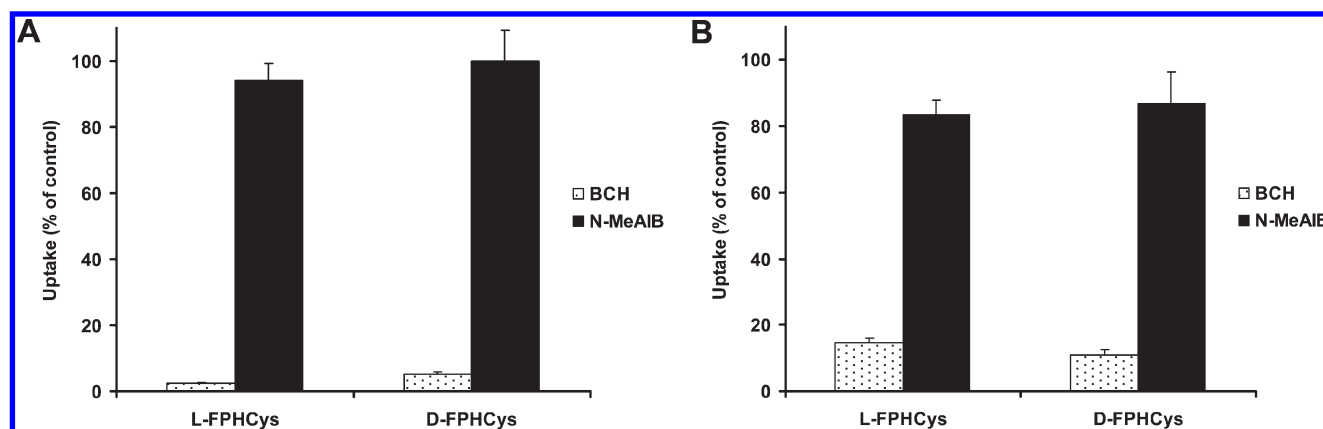 A
Uptake (% of control)
100
80
60
40
20
0
L-FPHCys D-FPHCys
BCH
N-MeAIB
B
Uptake (% of control)
100
80
60
40
20
0
L-FPHCys D-FPHCys
BCH
N-MeAIB